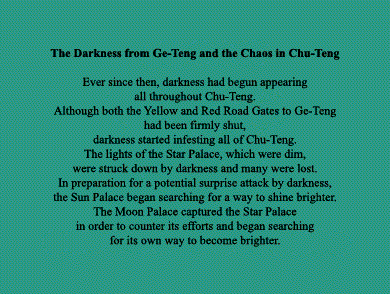 The Darkness from Ge-Teng and the Chaos in Chu-Teng
Ever since then, darkness had begun appearing
all throughout Chu-Teng.
Although both the Yellow and Red Road Gates to Ge-Teng
had been firmly shut,
darkness started infesting all of Chu-Teng.
The lights of the Star Palace, which were dim,
were struck down by darkness and many were lost.
In preparation for a potential surprise attack by darkness,
the Sun Palace began searching for a way to shine brighter.
The Moon Palace captured the Star Palace
in order to counter its efforts and began searching
for its own way to become brighter.